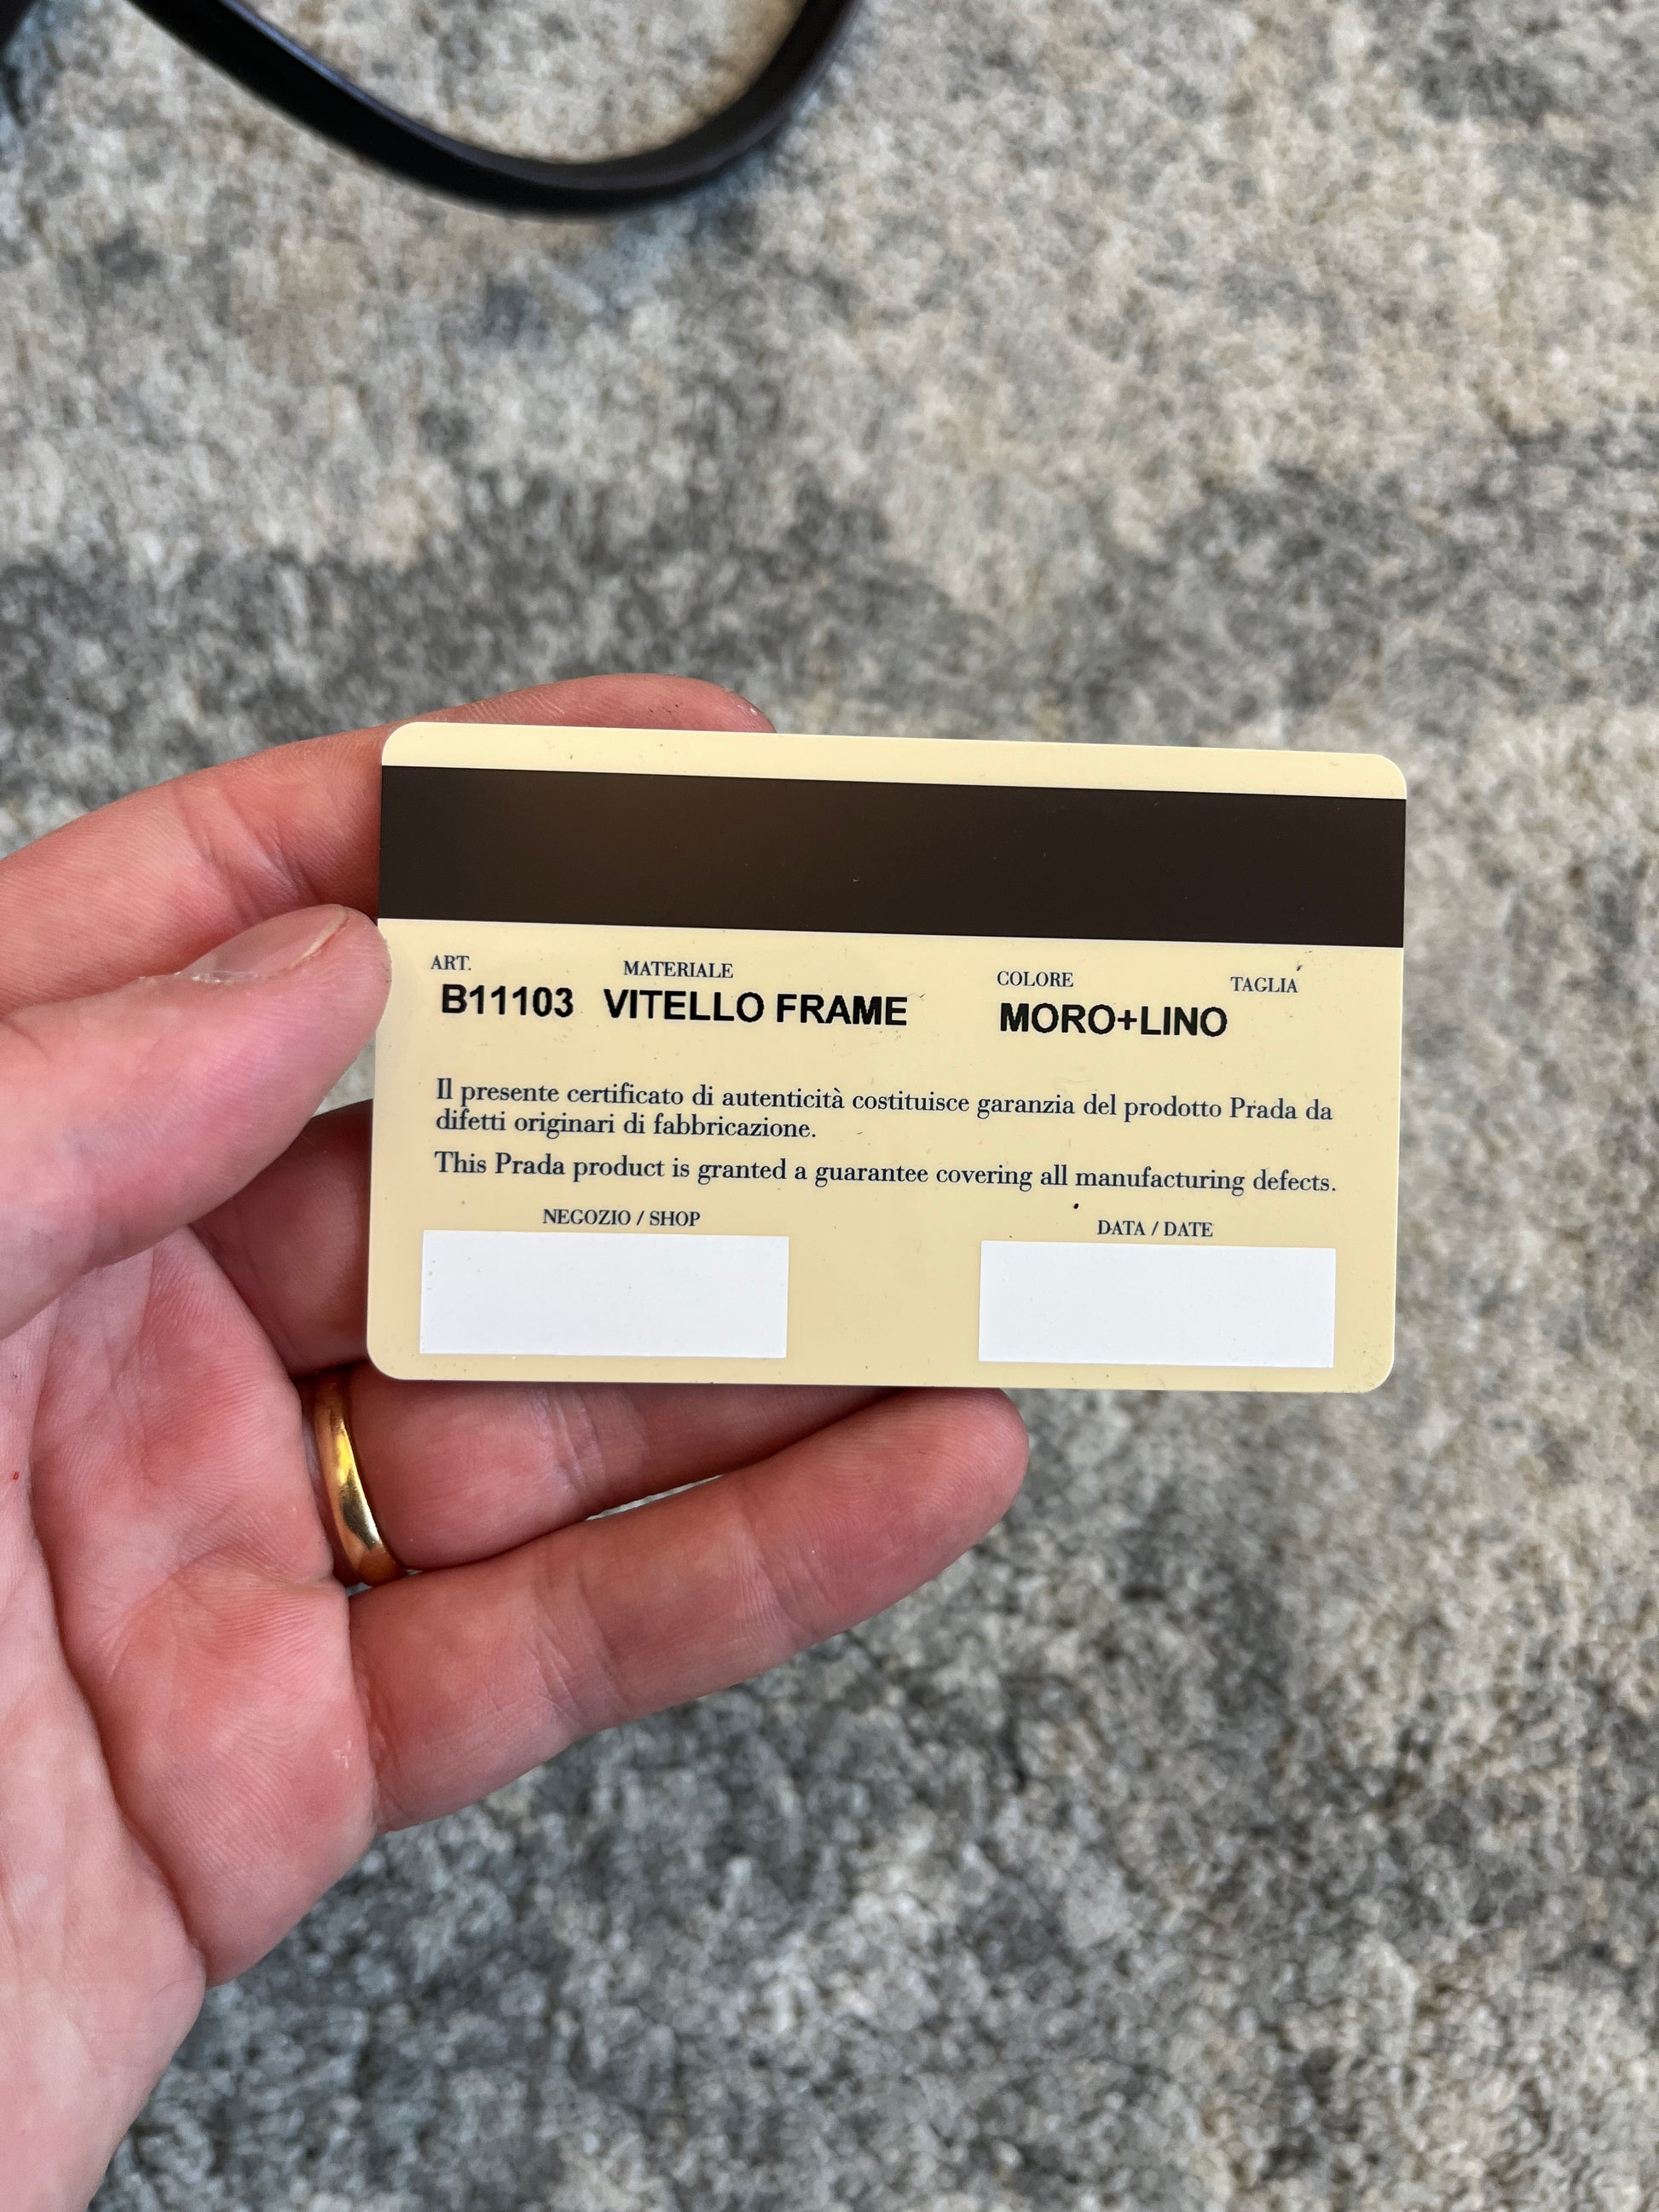 ART. MATERIALE COLORE TAGLIA
B11103 VITELLO FRAME MORO+LINO
Il presente certificato di autenticità costituisce garanzia del prodotto Prada da
difetti originari di fabbricazione.
This Prada product is granted a guarantee covering all manufacturing defects.
NEGOZIO / SHOP DATA / DATE